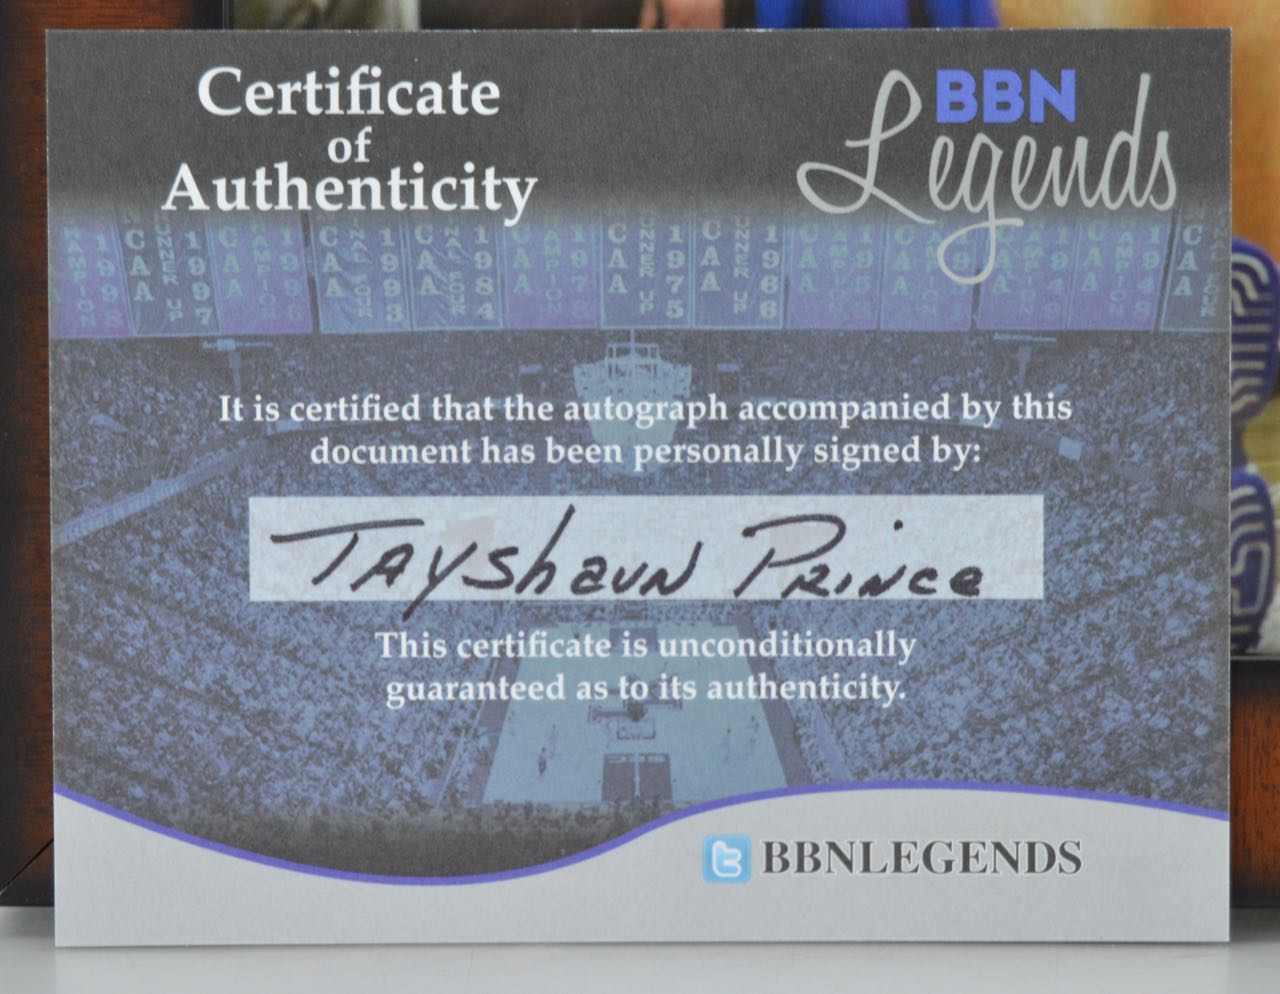 Certificate
of
Authenticity
BBN
Legends
It is certified that the autograph accompanied by this
document has been personally signed by:
Tayshaun Prince
This certificate is unconditionally
guaranteed as to its authenticity.
BBNLEGENDS